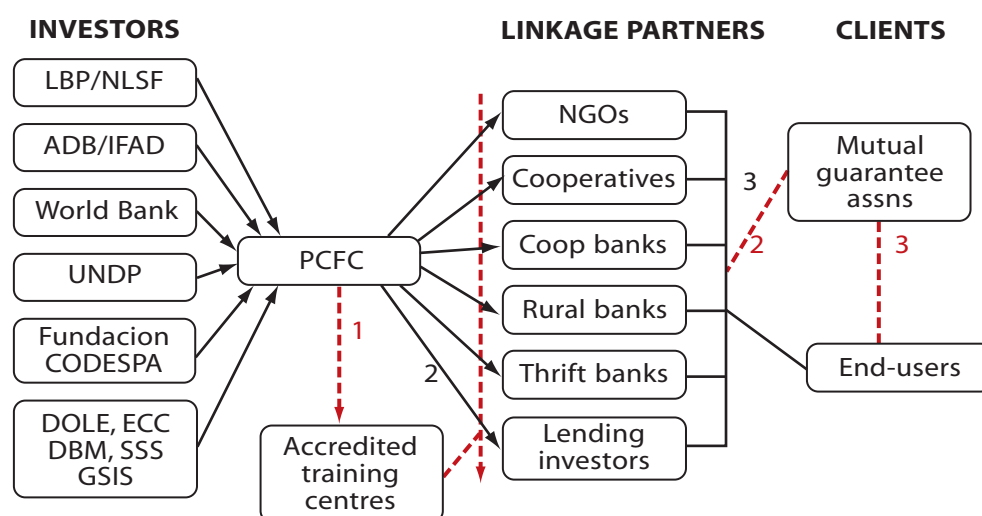 INVESTORS
LBP/NLSF
ADB/IFAD
World Bank
UNDP
Fundacion
CODESPA
DOLE, ECC
DBM, SSS
GSIS
PCFC
1
2
Accredited
training
centres
LINKAGE PARTNERS
NGOs
Cooperatives
Coop banks
Rural banks
Thrift banks
Lending
investors
3
2
CLIENTS
Mutual
guarantee
assns
3
End-users